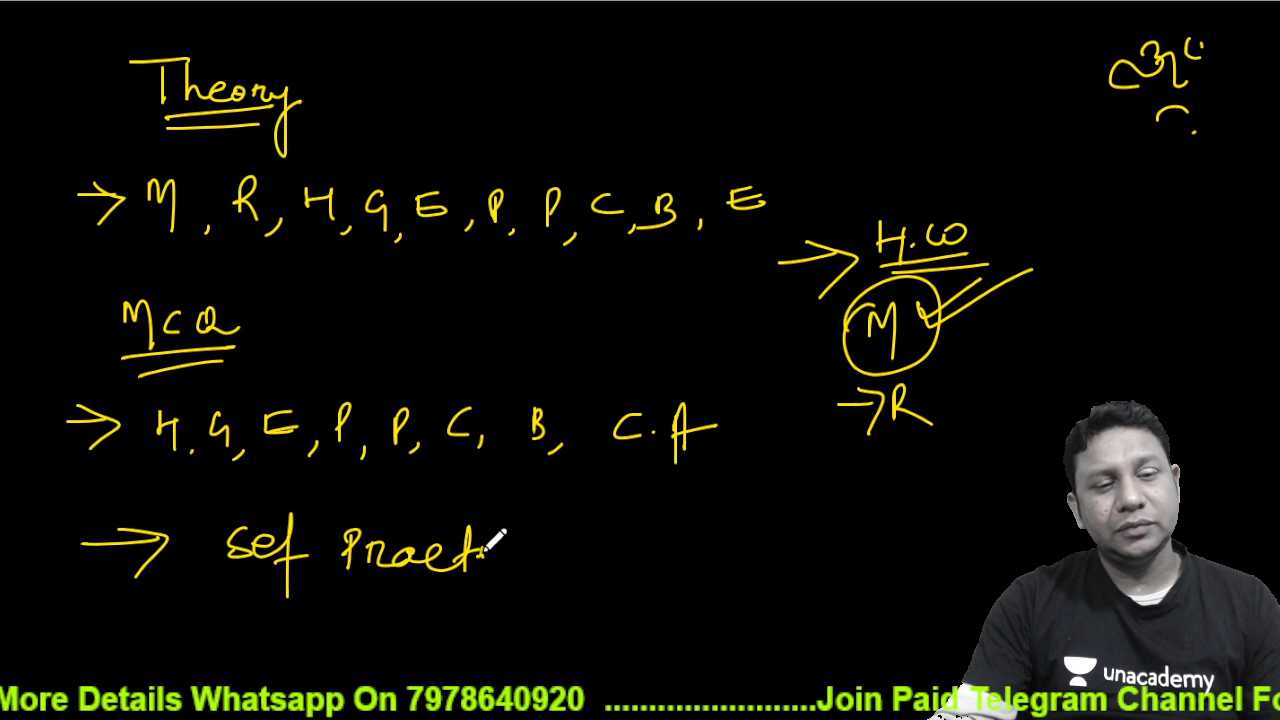 Theory
→ M, R, H, G, E, P, P, C, B, E
MCQ
→ H, G, E, P, P, C, B, C.A
→ Sef Pract
→ H.W
M
→ R
unacademy
More Details Whatsapp On 7978640920 ........................Join Paid Telegram Channel Fo